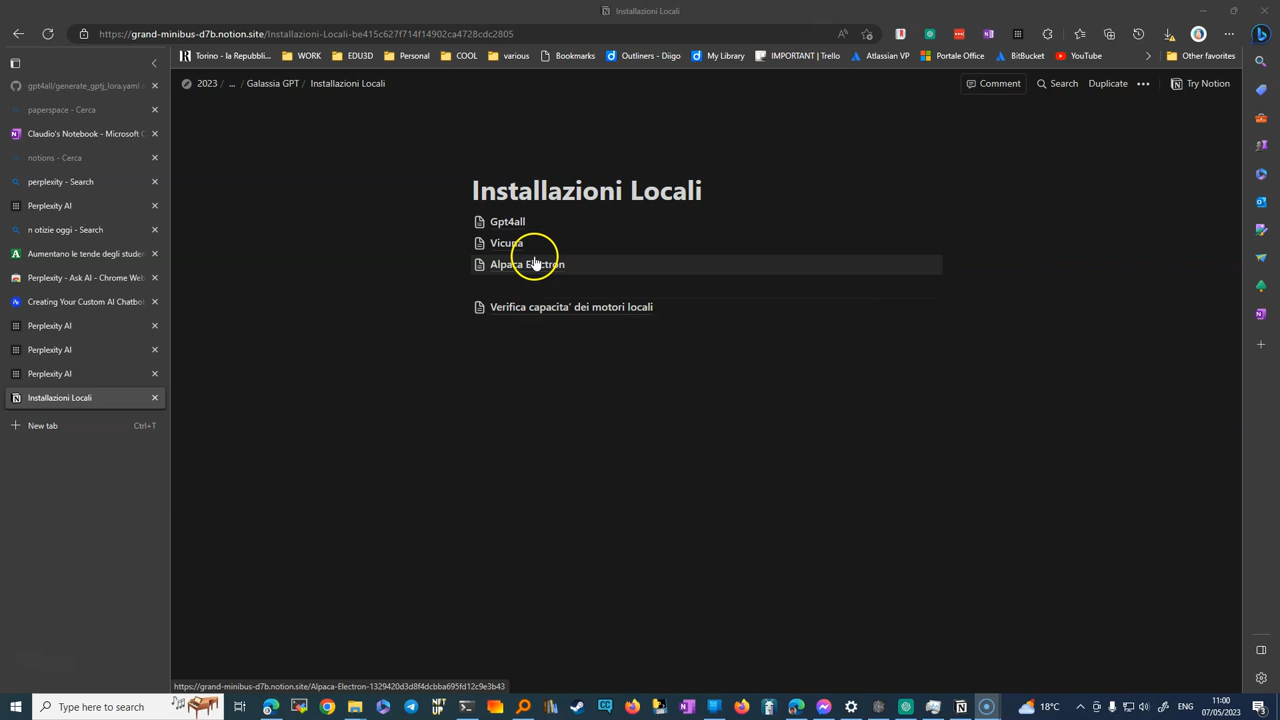 Installazioni Locali
https://grand-minibus-d7b.notion.site/Installazioni-Locali-be415c627f714f14902ca4728cdc2805
Torino - la Repubbli...
WORK
EDU3D
Personal
COOL
various
Bookmarks
Outliners - Diigo
My Library
IMPORTANT | Trello
Atlassian VP
Portale Office
BitBucket
YouTube
Other favorites
gpt4all/generate_gptj_lora.yaml a
paperspace - Cerca
Claudio's Notebook - Microsoft C
notions - Cerca
perplexity - Search
Perplexity AI
n otizie oggi - Search
Aumentano le tende degli studen
Perplexity - Ask AI - Chrome Web
Creating Your Custom AI Chatbot
Perplexity AI
Perplexity AI
Perplexity AI
Installazioni Locali
New tab Ctrl+T
2023 / ... / Galassia GPT / Installazioni Locali
Comment
Search
Duplicate
Try Notion
Installazioni Locali
Gpt4all
Vicuna
Alpaca Electron
Verifica capacita' dei motori locali
https://grand-minibus-d7b.notion.site/Alpaca-Electron-1329420d3d8f4dcbba695fd12c9e3b43
Type here to search
18°C
ENG
11:00
07/05/2023